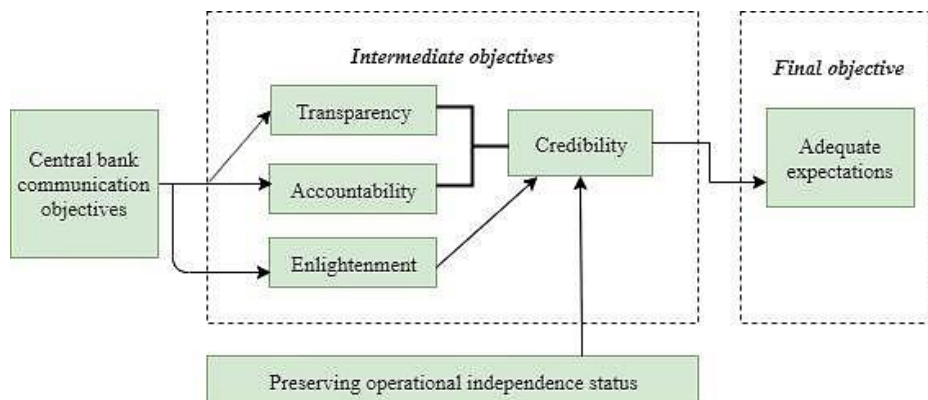 Intermediate objectives
Final objective
Central bank
communication
objectives
Transparency
Accountability
Enlightenment
Credibility
Adequate
expectations
Preserving operational independence status